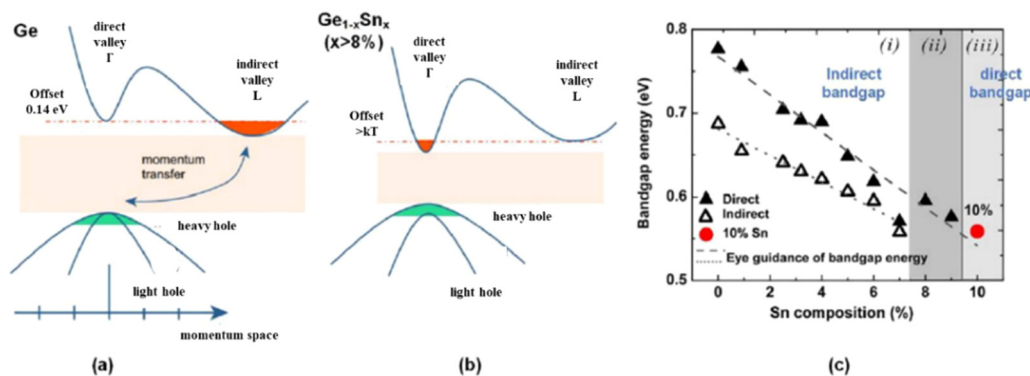 Ge
direct
valley
Γ
indirect
valley
L
Offset
0.14 eV
momentum
transfer
heavy hole
light hole
momentum space
(a)
Ge1-xSnx
(x>8%)
direct
valley
Γ
indirect
valley
L
Offset
>kT
heavy hole
light hole
(b)
Bandgap energy (eV)
0.8
0.7
0.6
0.5
(i)
(ii)
(iii)
Indirect
bandgap
direct
bandgap
10%
Direct
Indirect
10% Sn
Eye guidance of bandgap energy
0 2 4 6 8 10
Sn composition (%)
(c)